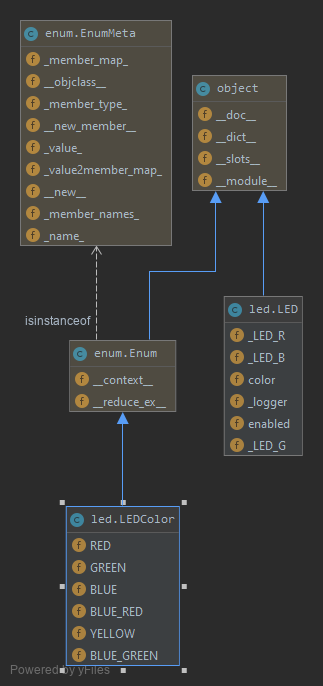 enum.EnumMeta
_member_map_
__objclass__
_member_type_
__new_member__
_value_
_value2member_map_
__new__
_member_names_
_name_
object
__doc__
__dict__
__slots__
__module__
isinstanceof
led.LED
_LED_R
_LED_B
color
_logger
enabled
_LED_G
enum.Enum
__context__
__reduce_ex__
led.LEDColor
RED
GREEN
BLUE
BLUE_RED
YELLOW
BLUE_GREEN
Powered by yFiles